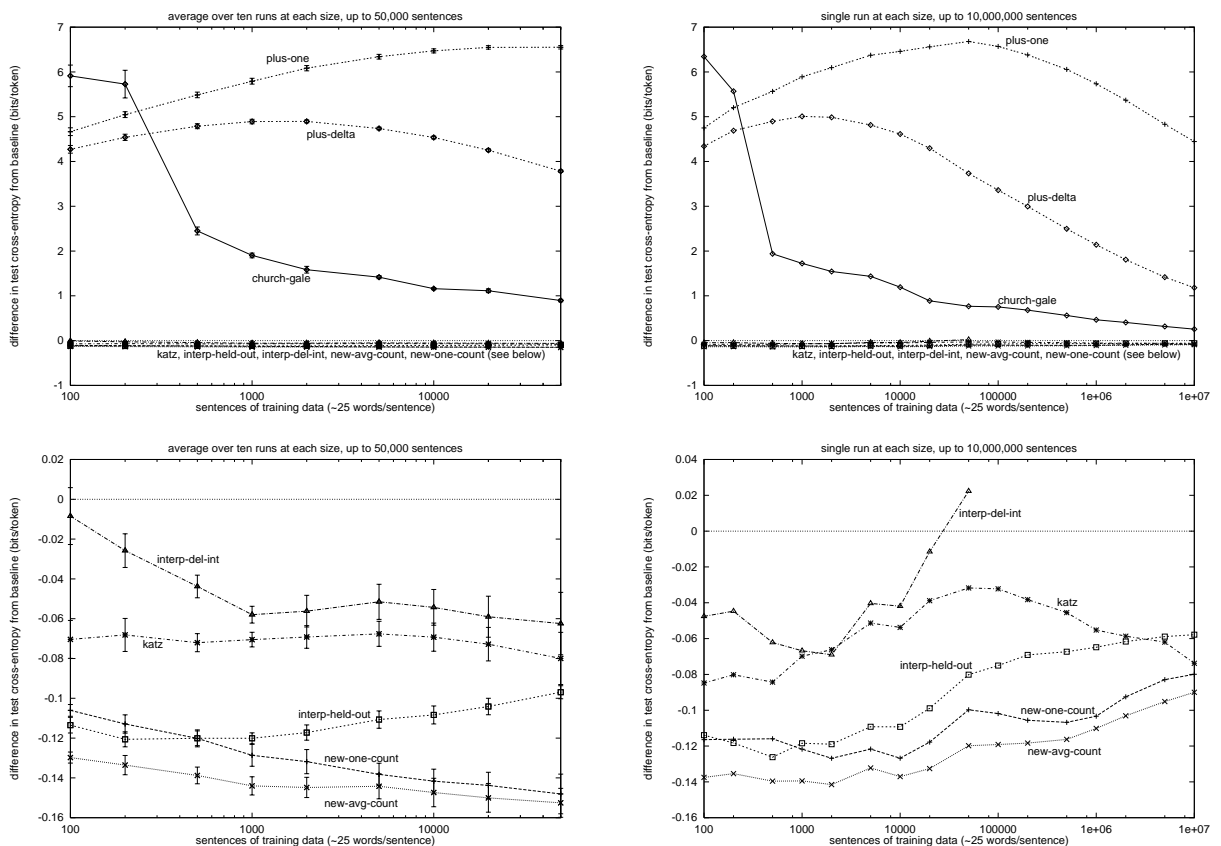 average over ten runs at each size, up to 50,000 sentences
difference in test cross-entropy from baseline (bits/token)
7
6
5
4
3
2
1
0
-1
plus-one
plus-delta
church-gale
katz, interp-held-out, interp-del-int, new-avg-count, new-one-count (see below)
100 1000 10000
sentences of training data (~25 words/sentence)
single run at each size, up to 10,000,000 sentences
difference in test cross-entropy from baseline (bits/token)
7
6
5
4
3
2
1
0
-1
plus-one
plus-delta
church-gale
katz, interp-held-out, interp-del-int, new-avg-count, new-one-count (see below)
100 1000 10000 100000 1e+06 1e+07
sentences of training data (~25 words/sentence)
average over ten runs at each size, up to 50,000 sentences
difference in test cross-entropy from baseline (bits/token)
0.02
0
-0.02
-0.04
-0.06
-0.08
-0.1
-0.12
-0.14
-0.16
interp-del-int
katz
interp-held-out
new-one-count
new-avg-count
100 1000 10000
sentences of training data (~25 words/sentence)
single run at each size, up to 10,000,000 sentences
difference in test cross-entropy from baseline (bits/token)
0.04
0.02
0
-0.02
-0.04
-0.06
-0.08
-0.1
-0.12
-0.14
-0.16
interp-del-int
katz
interp-held-out
new-one-count
new-avg-count
100 1000 10000 100000 1e+06 1e+07
sentences of training data (~25 words/sentence)